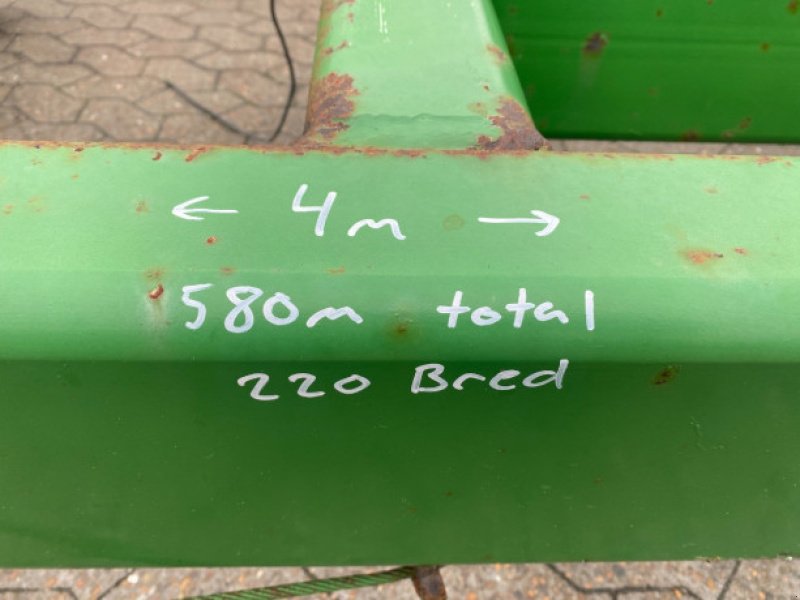 ← 4m →
580m total
220 Bred